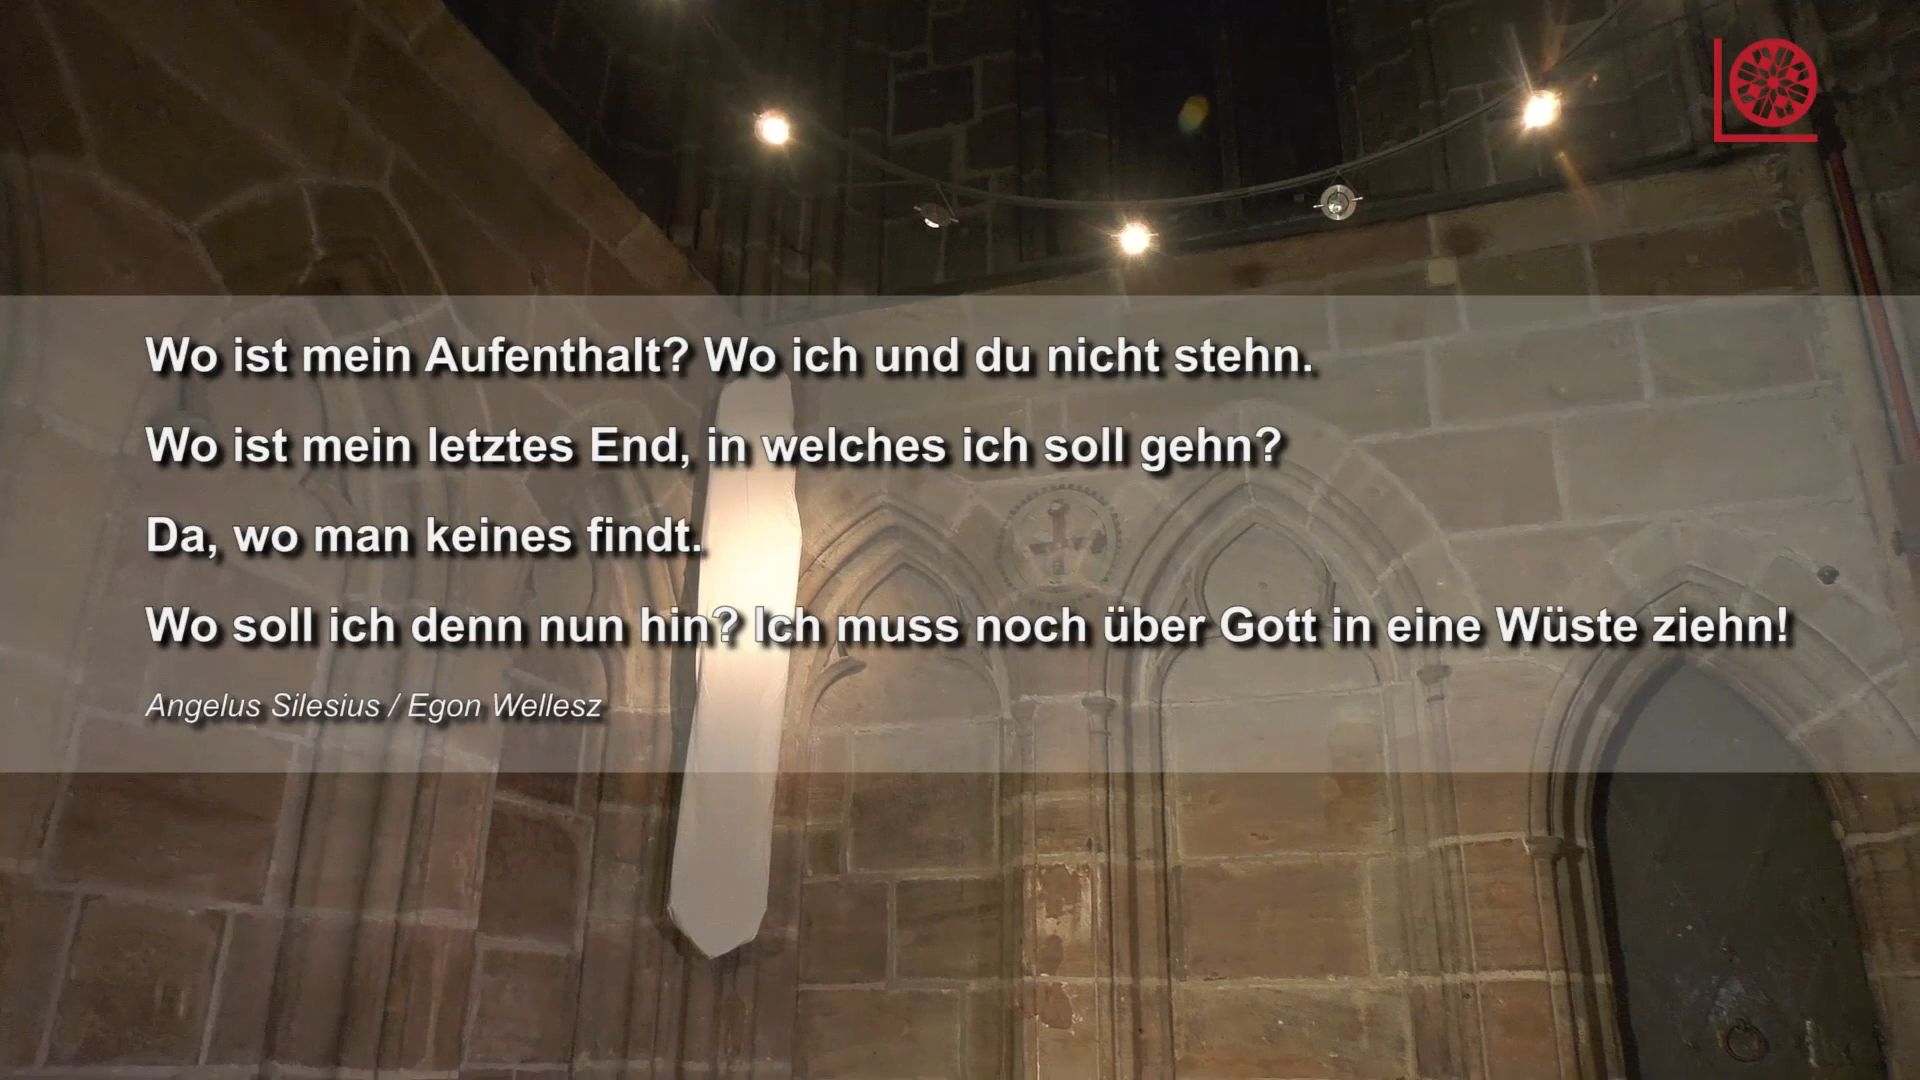 Wo ist mein Aufenthalt? Wo ich und du nicht stehn.
Wo ist mein letztes End, in welches ich soll gehn?
Da, wo man keines findt.
Wo soll ich denn nun hin? Ich muss noch über Gott in eine Wüste ziehn!
Angelus Silesius / Egon Wellesz